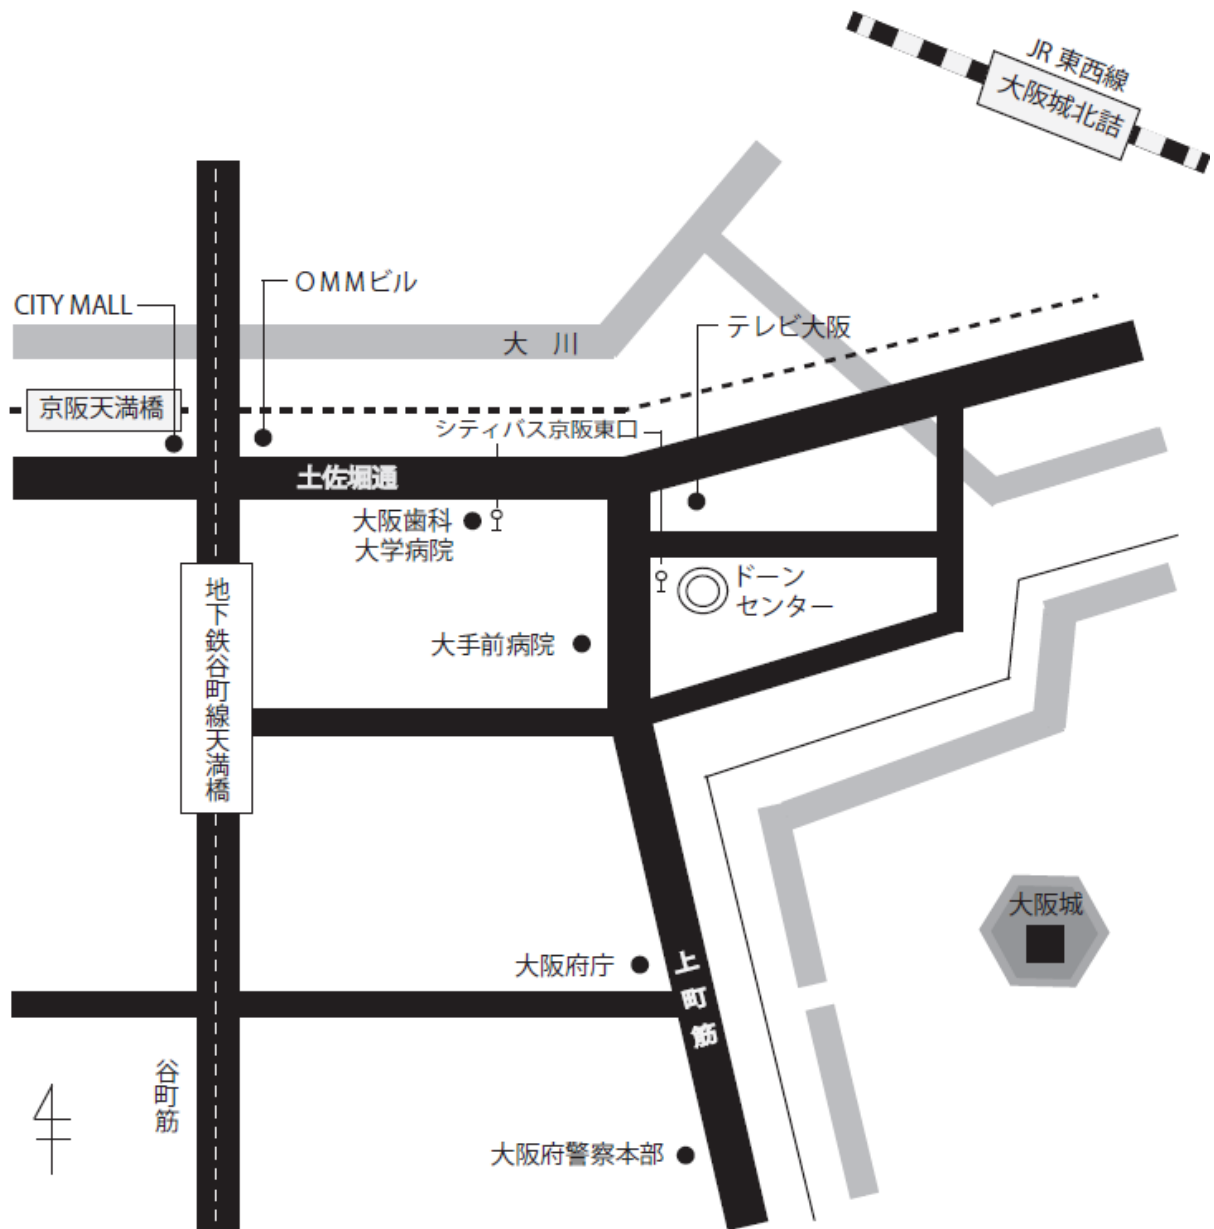 JR 東西線
大阪城北詰
OMMビル
CITY MALL
テレビ大阪
大　川
京阪天満橋
シティバス京阪東口
土佐堀通
大阪歯科
大学病院
ドーン
センター
地下鉄谷町線天満橋
大手前病院
大阪城
大阪府庁
上町筋
谷町筋
大阪府警察本部